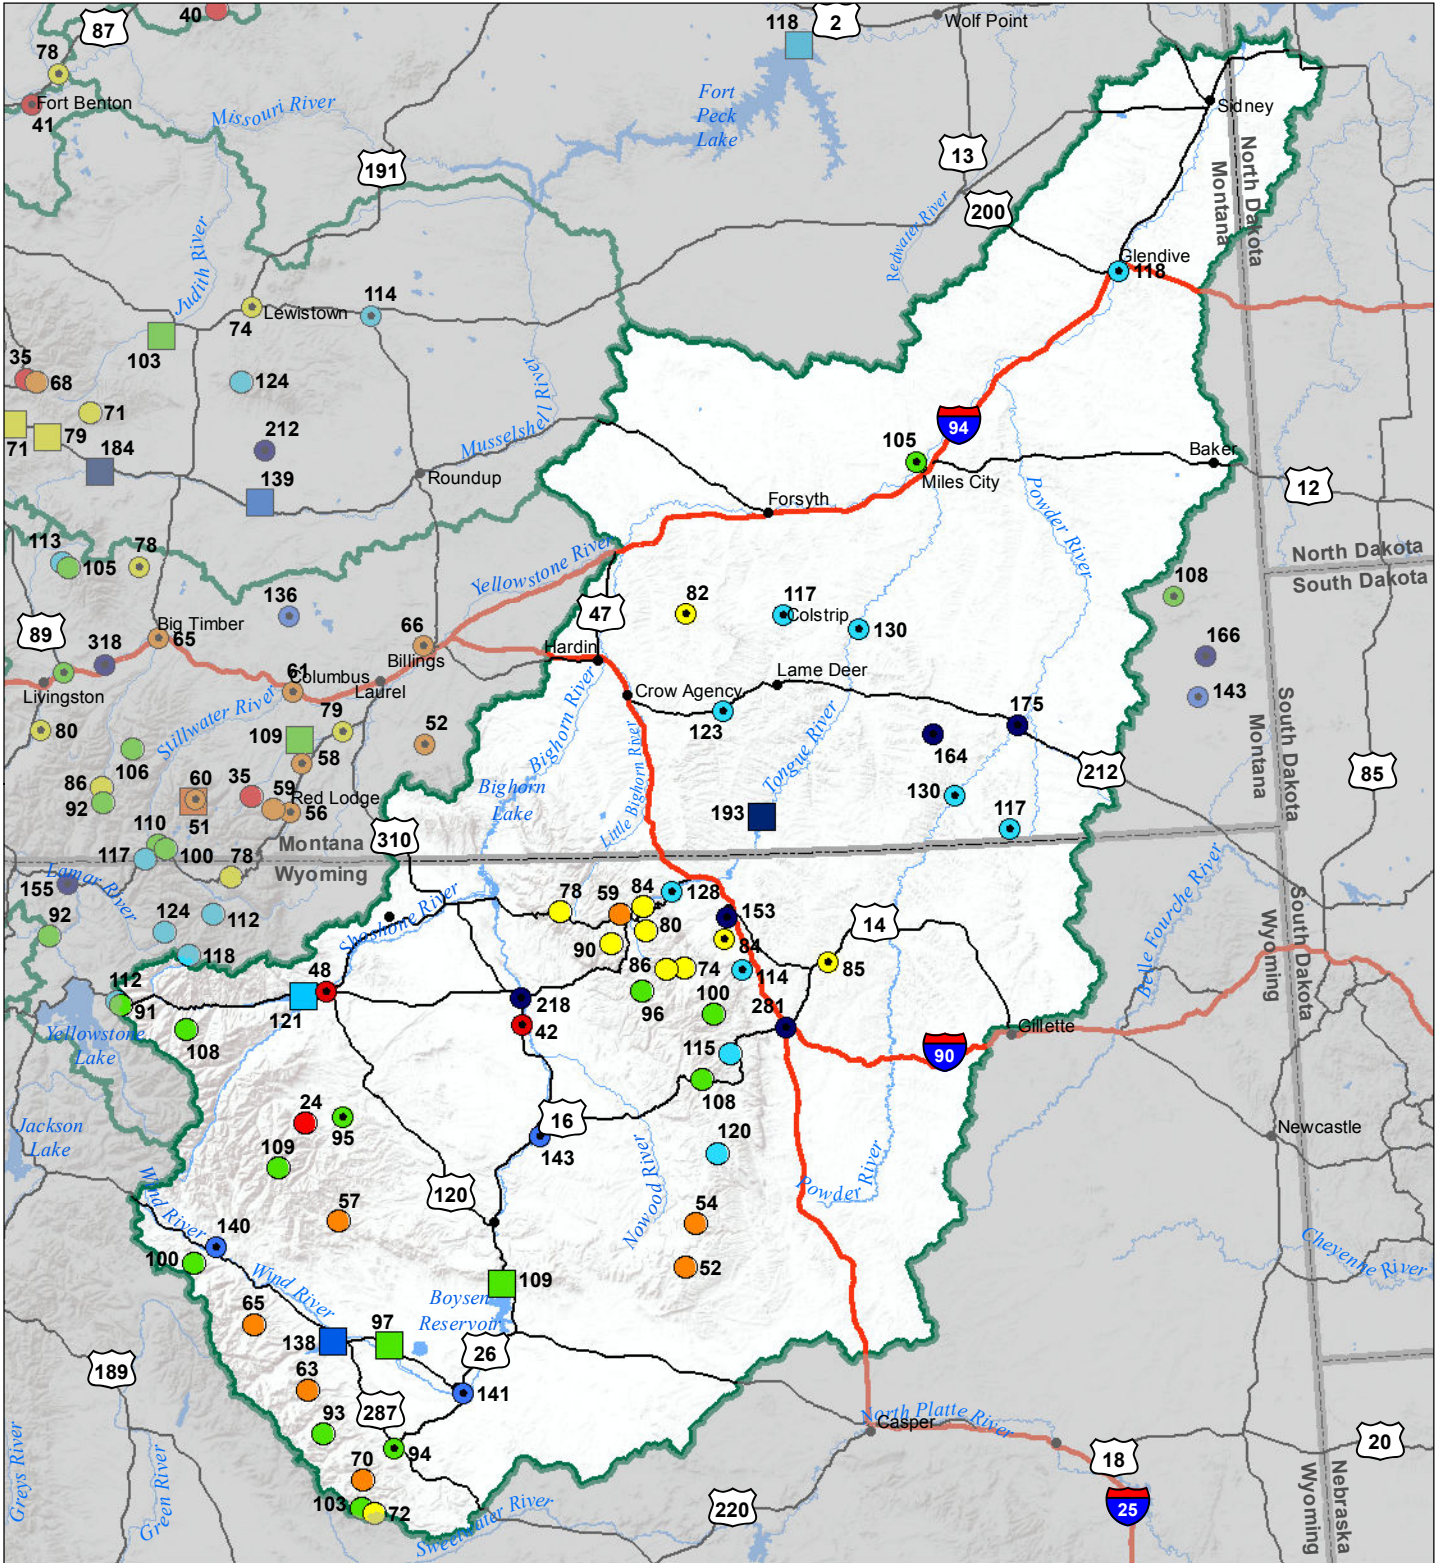 40
87
118
2
Wolf Point
78
Fort Benton
41
Missouri River
Fort
Peck
Lake
Sidney
191
13
North Dakota
Montana
200
Redwater River
Judith River
Glendive
118
114
74
Lewistown
103
35
68
124
71
71
79
212
184
139
Musselshell River
Roundup
94
105
Miles City
Baker
12
Forsyth
Powder River
113
105
78
Yellowstone River
North Dakota
South Dakota
108
136
82
117
Colstrip
130
47
89
318
Big Timber
65
66
Billings
Hardin
166
143
Livingston
61
Columbus
Laurel
Crow Agency
Lame Deer
123
175
164
South Dakota
Montana
80
Stillwater River
79
52
106
109
58
Bighorn River
Little Bighorn River
Tongue River
212
85
86
92
60
51
35
59
Red Lodge
56
Bighorn
Lake
193
130
117
110
100
117
78
Montana
Wyoming
310
155
Lamar River
92
124
112
118
Shoshone River
78
59
84
128
80
90
153
84
14
Belle Fourche River
South Dakota
Wyoming
86
74
114
85
96
100
281
112
91
48
121
218
42
Gillette
90
Yellowstone
Lake
108
115
108
24
95
109
16
143
120
Nowood River
Newcastle
Jackson
Lake
120
57
54
52
Powder River
Wind River
140
100
Cheyenne River
Wind River
109
Boysen
Reservoir
65
138
97
26
189
63
141
287
93
94
70
103
72
Sweetwater River
North Platte River
Casper
220
18
25
20
Nebraska
Wyoming
Greys River
Green River